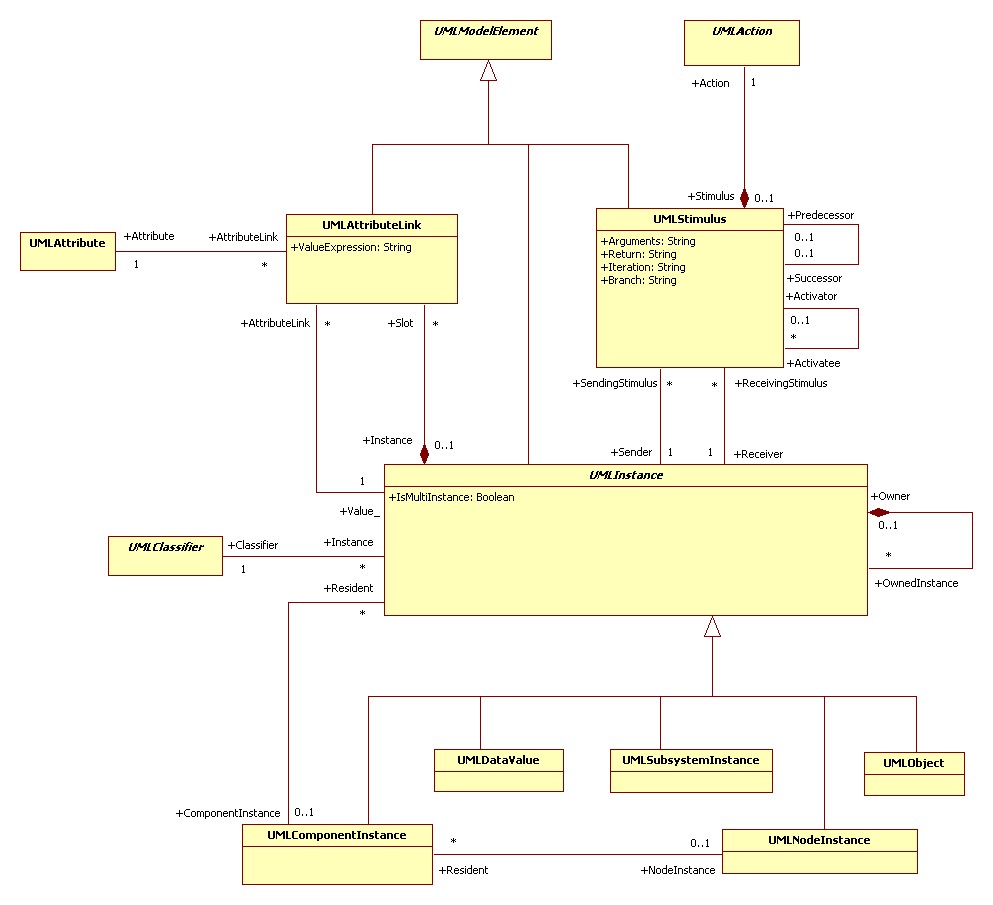 UMLModelElement
UMLAction
+Action
1
+Stimulus
0..1
UMLAttribute
+Attribute
1
+AttributeLink
*
UMLAttributeLink
+ValueExpression: String
UMLStimulus
+Arguments: String
+Return: String
+Iteration: String
+Branch: String
+Predecessor
0..1
0..1
+Successor
+Activator
0..1
*
+Activatee
+AttributeLink
*
+Slot
*
+SendingStimulus
*
*
+ReceivingStimulus
+Instance
0..1
+Sender
1
1
+Receiver
UMLInstance
+IsMultiInstance: Boolean
1
+Value_
+Owner
0..1
*
+OwnedInstance
UMLClassifier
+Classifier
1
+Instance
*
+Resident
*
UMLDataValue
UMLSubsystemInstance
UMLObject
+ComponentInstance
0..1
UMLComponentInstance
*
+Resident
0..1
+NodeInstance
UMLNodeInstance